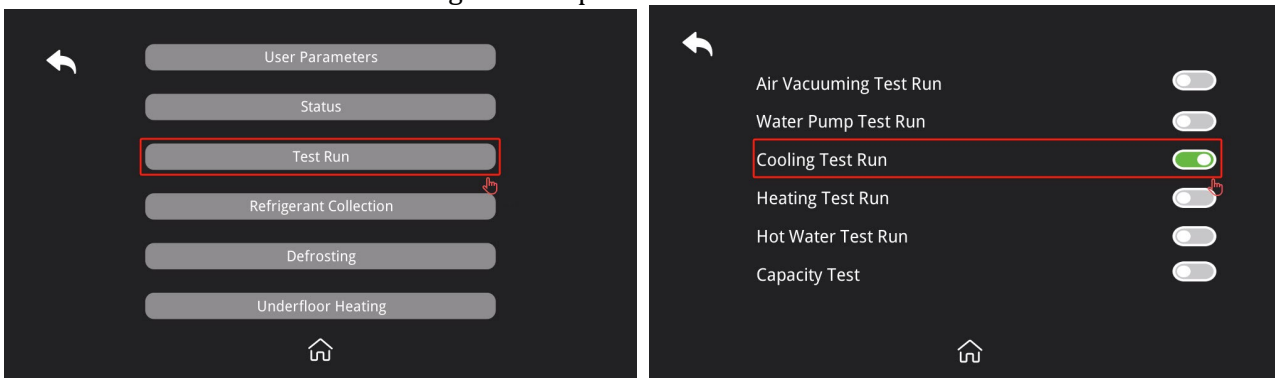 User Parameters
Status
Test Run
Refrigerant Collection
Defrosting
Underfloor Heating
Air Vacuuming Test Run
Water Pump Test Run
Cooling Test Run
Heating Test Run
Hot Water Test Run
Capacity Test